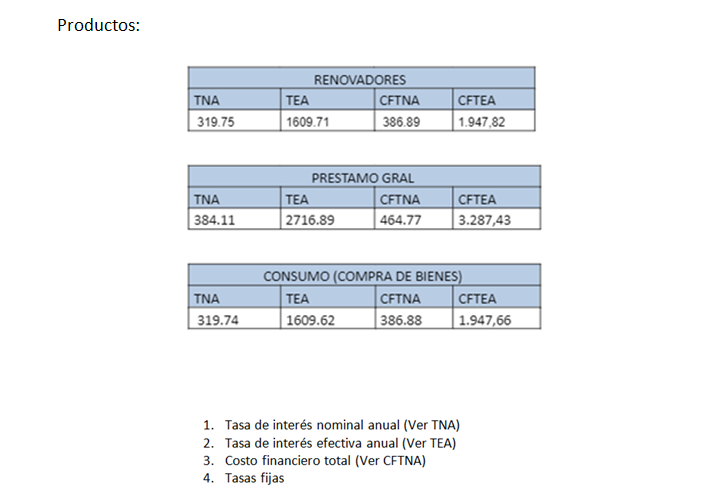 Productos:
RENOVADORES
TNA TEA CFTNA CFTEA
319.75 1609.71 386.89 1.947,82
PRESTAMO GRAL
TNA TEA CFTNA CFTEA
384.11 2716.89 464.77 3.287,43
CONSUMO (COMPRA DE BIENES)
TNA TEA CFTNA CFTEA
319.74 1609.62 386.88 1.947,66
1. Tasa de interés nominal anual (Ver TNA)
2. Tasa de interés efectiva anual (Ver TEA)
3. Costo financiero total (Ver CFTNA)
4. Tasas fijas